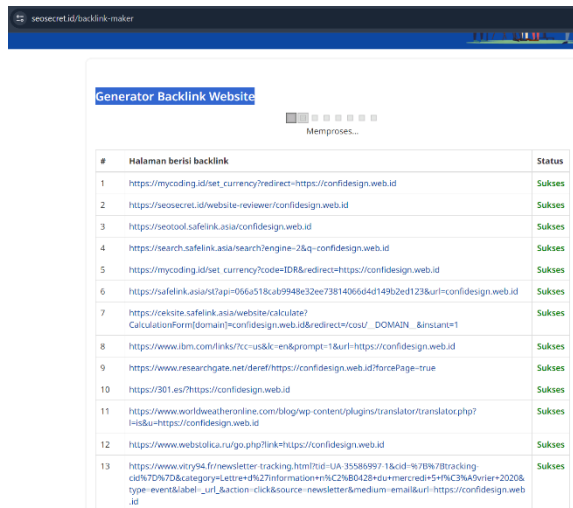 seosecret.id/backlink-maker
Generator Backlink Website
Memproses...
# Halaman berisi backlink Status
1 https://mycoding.id/set_currency?redirect=https://confidesign.web.id Sukses
2 https://seosecret.id/website-reviewer/confidesign.web.id Sukses
3 https://seotool.safelink.asia/confidesign.web.id Sukses
4 https://search.safelink.asia/search?engine=2&q=confidesign.web.id Sukses
5 https://mycoding.id/set_currency?code=IDR&redirect=https://confidesign.web.id Sukses
6 https://safelink.asia/st?api=066a518cab9948e32ee73814066d4d149b2ed123&url=confidesign.web.id Sukses
7 https://ceksite.safelink.asia/website/calculate? Sukses
CalculationForm[domain]=confidesign.web.id&redirect=/cost/__DOMAIN__&instant=1
8 https://www.ibm.com/links/?cc=us&lc=en&prompt=1&url=https://confidesign.web.id Sukses
9 https://www.researchgate.net/deref/https://confidesign.web.id?forcePage=true Sukses
10 https://301.es/?https://confidesign.web.id Sukses
11 https://www.worldweatheronline.com/blog/wp-content/plugins/translator/translator.php? Sukses
l=is&u=https://confidesign.web.id
12 https://www.webstolica.ru/go.php?link=https://confidesign.web.id Sukses
13 https://www.vitry94.fr/newsletter-tracking.html?tid=UA-35586997-1&cid=%7B%7Btracking- Sukses
cid%7D%7D&category=Lettre+d%27information+n%C2%B0428+du+mercredi+5+f%C3%A9vrier+2020&
type=event&label=_url_&action=click&source=newsletter&medium=email&url=https://confidesign.web
.id